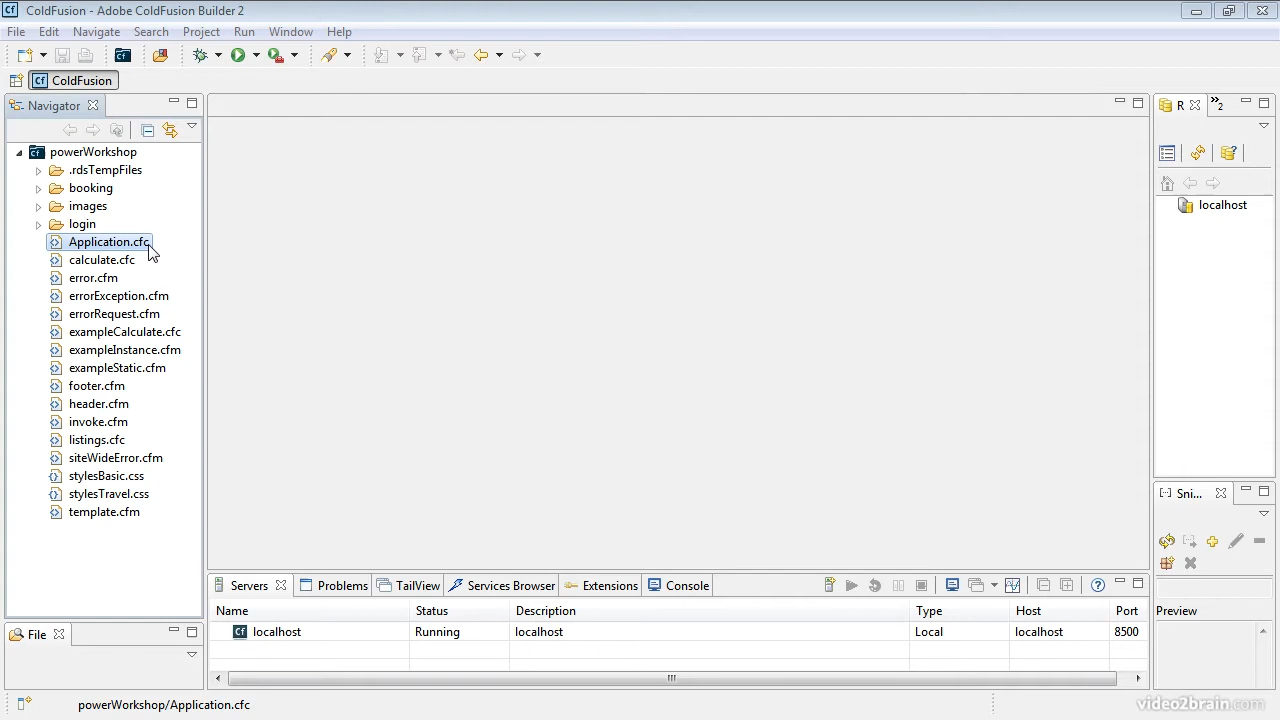 ColdFusion - Adobe ColdFusion Builder 2
File Edit Navigate Search Project Run Window Help
Cf ColdFusion
Navigator
powerWorkshop
.rdsTempFiles
booking
images
login
Application.cfc
calculate.cfc
error.cfm
errorException.cfm
errorRequest.cfm
exampleCalculate.cfc
exampleInstance.cfm
exampleStatic.cfm
footer.cfm
header.cfm
invoke.cfm
listings.cfc
siteWideError.cfm
stylesBasic.css
stylesTravel.css
template.cfm
File
R
2
localhost
Sni...
Preview
Servers Problems TailView Services Browser Extensions Console
Name Status Description Type Host Port
Cf localhost Running localhost Local localhost 8500
powerWorkshop/Application.cfc
video2brain.com